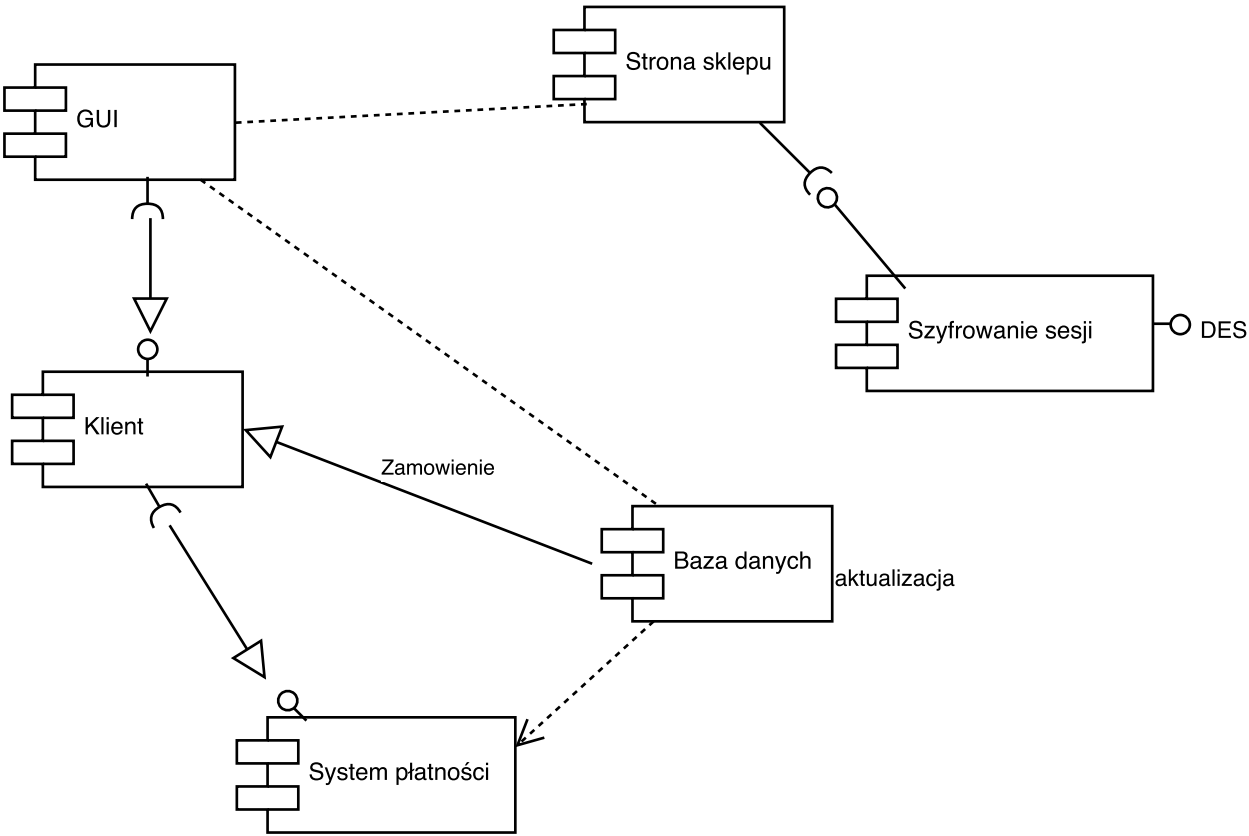 Strona sklepu
GUI
Szyfrowanie sesji
DES
Klient
Zamowienie
Baza danych
aktualizacja
System płatności